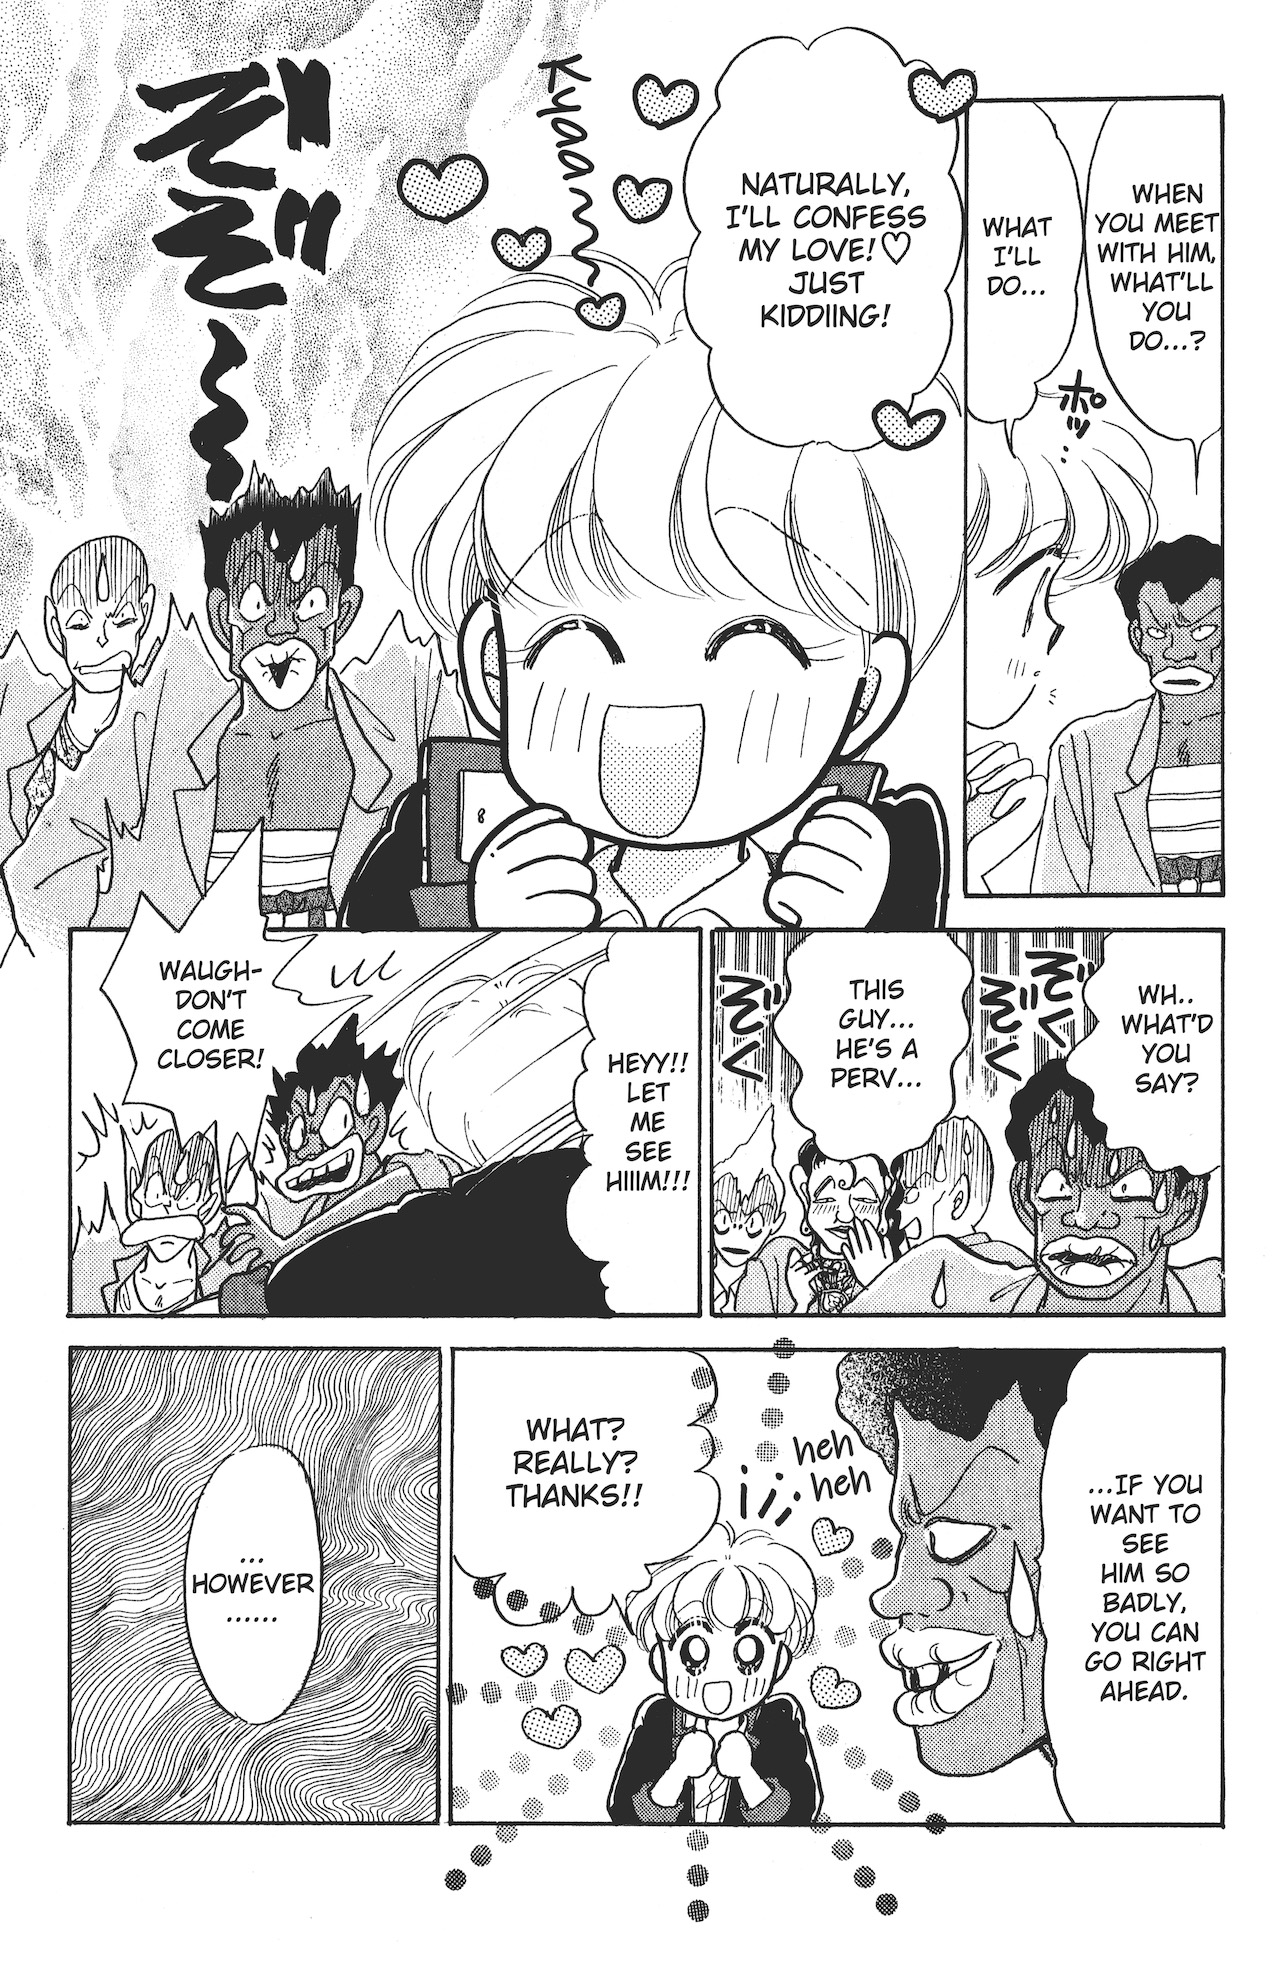 WHEN
YOU MEET
WITH HIM,
WHAT'LL
YOU
DO...?
WHAT
I'LL
DO...
ポッ…
NATURALLY,
I'LL CONFESS
MY LOVE!♡
JUST
KIDDIING!
Kyaa~
WH..
WHAT'D
YOU
SAY?
THIS
GUY...
HE'S A
PERV...
HEYY!!
LET
ME
SEE
HIIIM!!!
WAUGH-
DON'T
COME
CLOSER!
...IF YOU
WANT TO
SEE
HIM SO
BADLY,
YOU CAN
GO RIGHT
AHEAD.
heh
heh
WHAT?
REALLY?
THANKS!!
...
HOWEVER
......